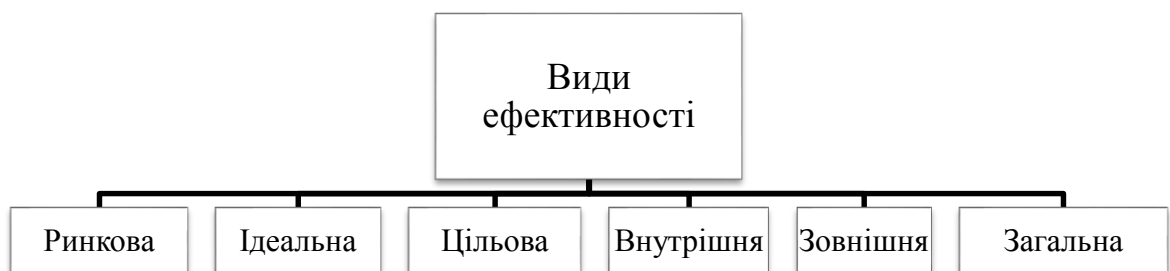 Види
ефективності
Ринкова
Ідеальна
Цільова
Внутрішня
Зовнішня
Загальна